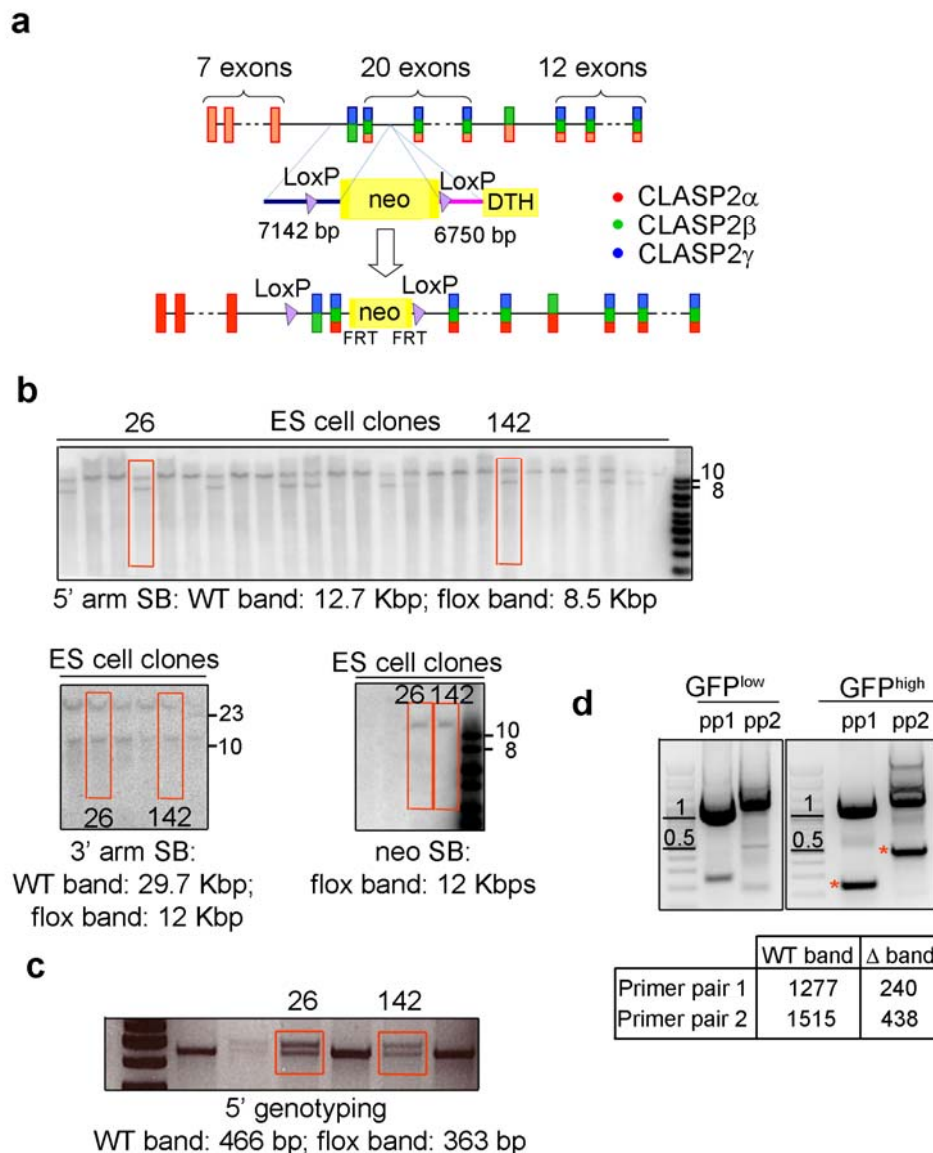 a
7 exons
20 exons
12 exons
LoxP
LoxP
neo
DTH
7142 bp
6750 bp
CLASP2α
CLASP2β
CLASP2γ
LoxP
LoxP
neo
FRT
FRT
b
ES cell clones
26
142
10
8
5' arm SB: WT band: 12.7 Kbp; flox band: 8.5 Kbp
ES cell clones
23
10
26
142
3' arm SB:
WT band: 29.7 Kbp;
flox band: 12 Kbp
ES cell clones
26
142
10
8
neo SB:
flox band: 12 Kbps
c
26
142
5' genotyping
WT band: 466 bp; flox band: 363 bp
d
GFPlow
GFPhigh
pp1 pp2
pp1 pp2
1
0.5
1
0.5
*
*
WT band Δ band
Primer pair 1 1277 240
Primer pair 2 1515 438